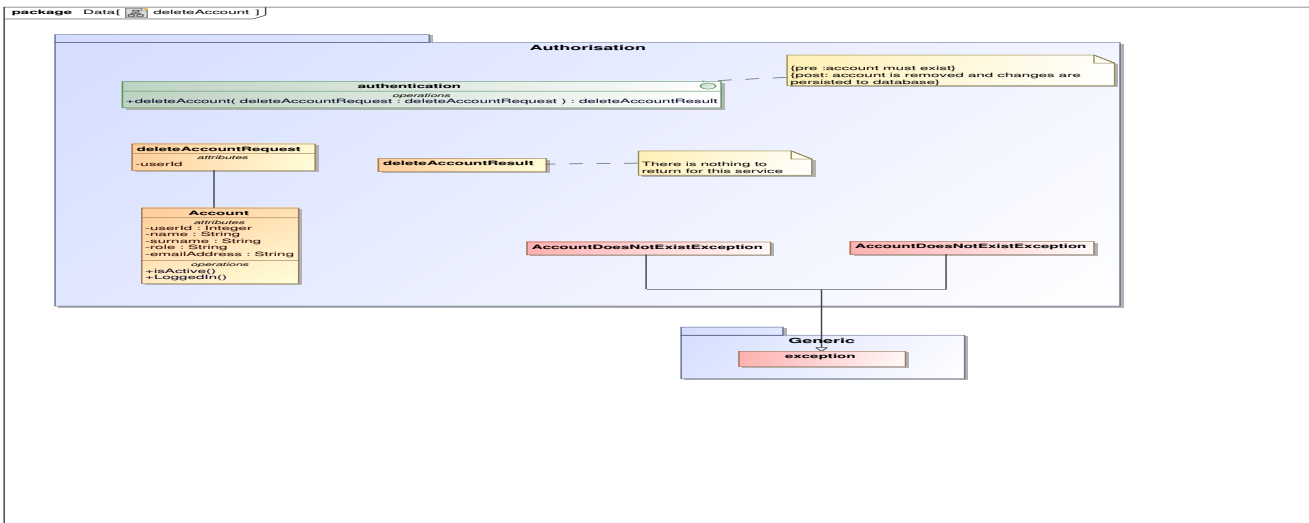 package Data[ deleteAccount ]
Authorisation
{pre :account must exist}
{post: account is removed and changes are
persisted to database}
authentication
operations
+deleteAccount( deleteAccountRequest : deleteAccountRequest ) : deleteAccountResult
deleteAccountRequest
attributes
-userId
deleteAccountResult
There is nothing to
return for this service
Account
attributes
-userId : Integer
-name : String
-surname : String
-role : String
-emailAddress : String
operations
+isActive()
+LoggedIn()
AccountDoesNotExistException
AccountDoesNotExistException
Generic
exception